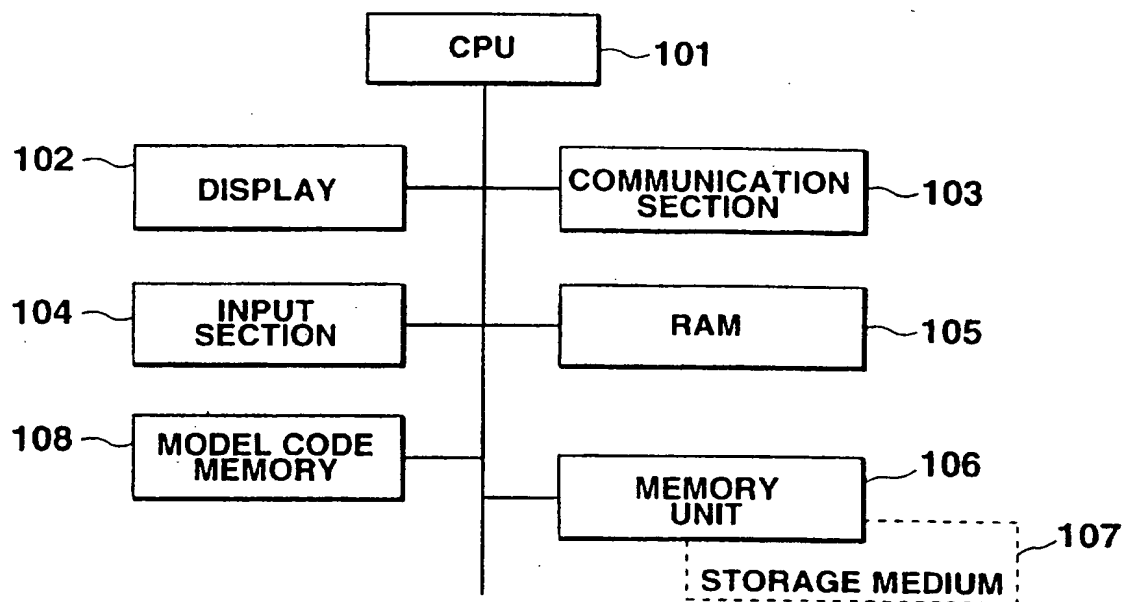 CPU
101
102
DISPLAY
COMMUNICATION
SECTION
103
104
INPUT
SECTION
RAM
105
108
MODEL CODE
MEMORY
MEMORY
UNIT
106
107
STORAGE MEDIUM